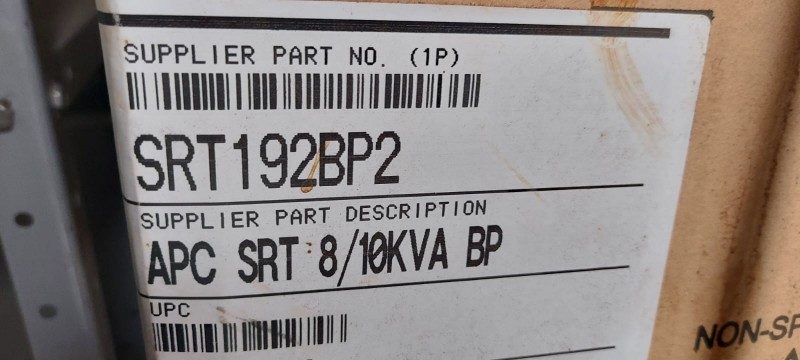 SUPPLIER PART NO. (1P)
SRT192BP2
SUPPLIER PART DESCRIPTION
APC SRT 8/10KVA BP
UPC